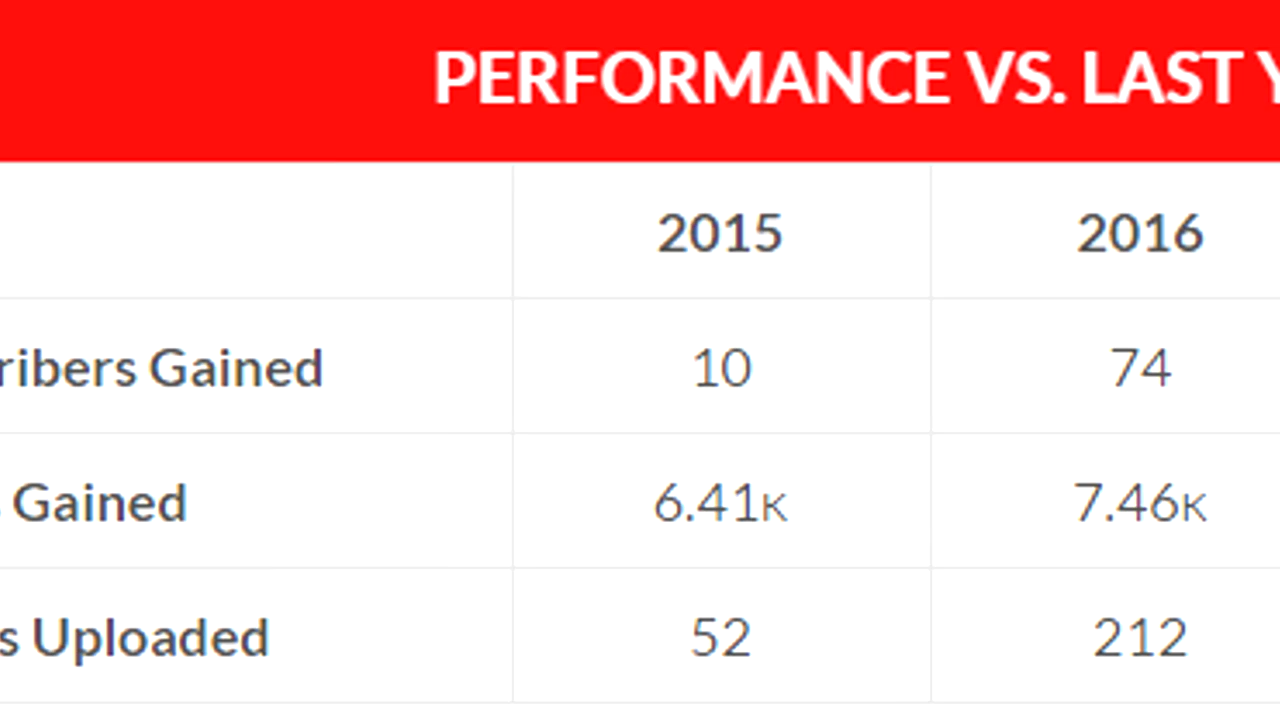 PERFORMANCE VS. LAST
2015 2016
ribers Gained 10 74
Gained 6.41K 7.46K
s Uploaded 52 212